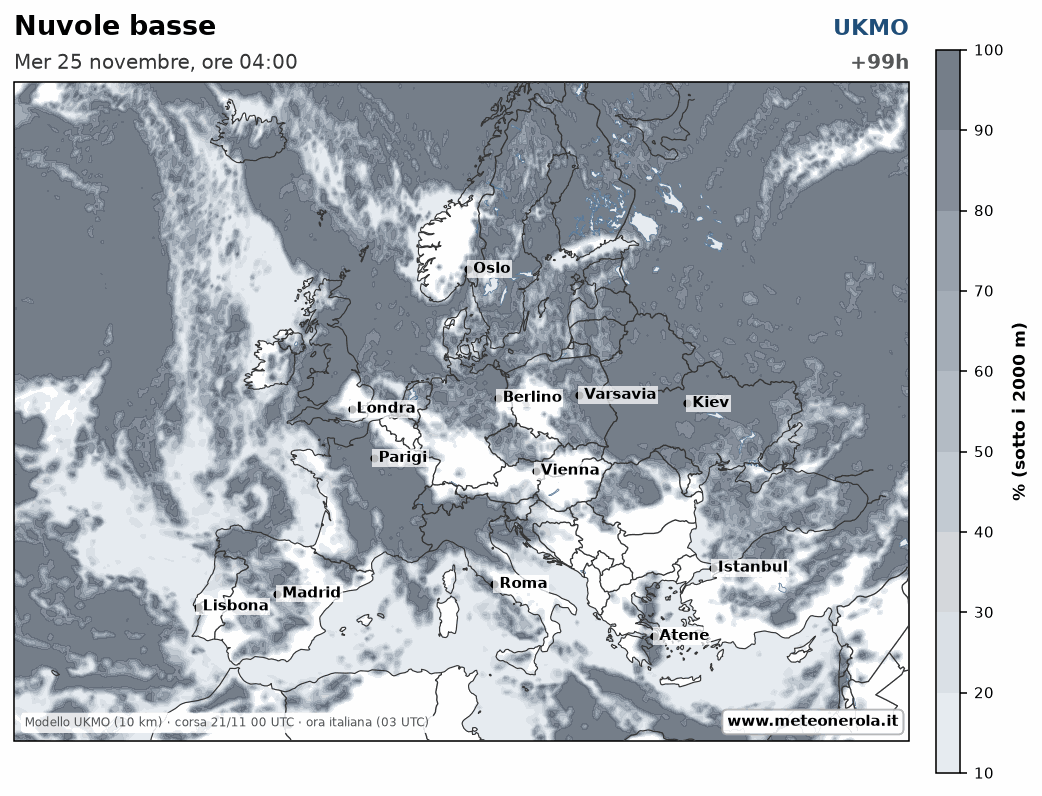 Nuvole basse
UKMO
Mer 25 novembre, ore 04:00
+99h
100
90
80
70
60
50
40
30
20
10
% (sotto i 2000 m)
Oslo
Londra
Berlino
Varsavia
Kiev
Parigi
Vienna
Istanbul
Roma
Madrid
Lisbona
Atene
Modello UKMO (10 km) · corsa 21/11 00 UTC · ora italiana (03 UTC)
www.meteonerola.it